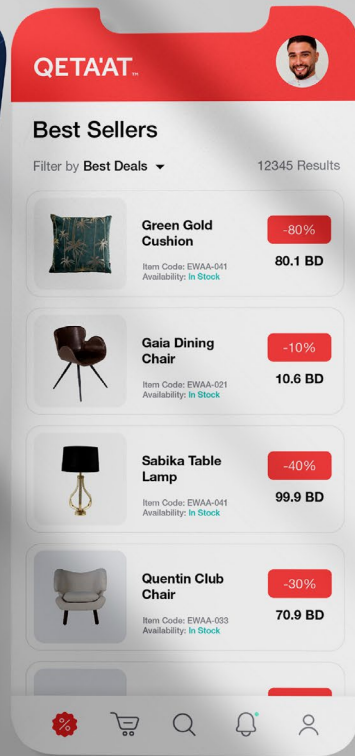 QETA'AT™
Best Sellers
Filter by Best Deals
12345 Results
Green Gold
Cushion
Item Code: EWAA-041
Availability: In Stock
-80%
80.1 BD
Gaia Dining
Chair
Item Code: EWAA-021
Availability: In Stock
-10%
10.6 BD
Sabika Table
Lamp
Item Code: EWAA-041
Availability: In Stock
-40%
99.9 BD
Quentin Club
Chair
Item Code: EWAA-033
Availability: In Stock
-30%
70.9 BD
%